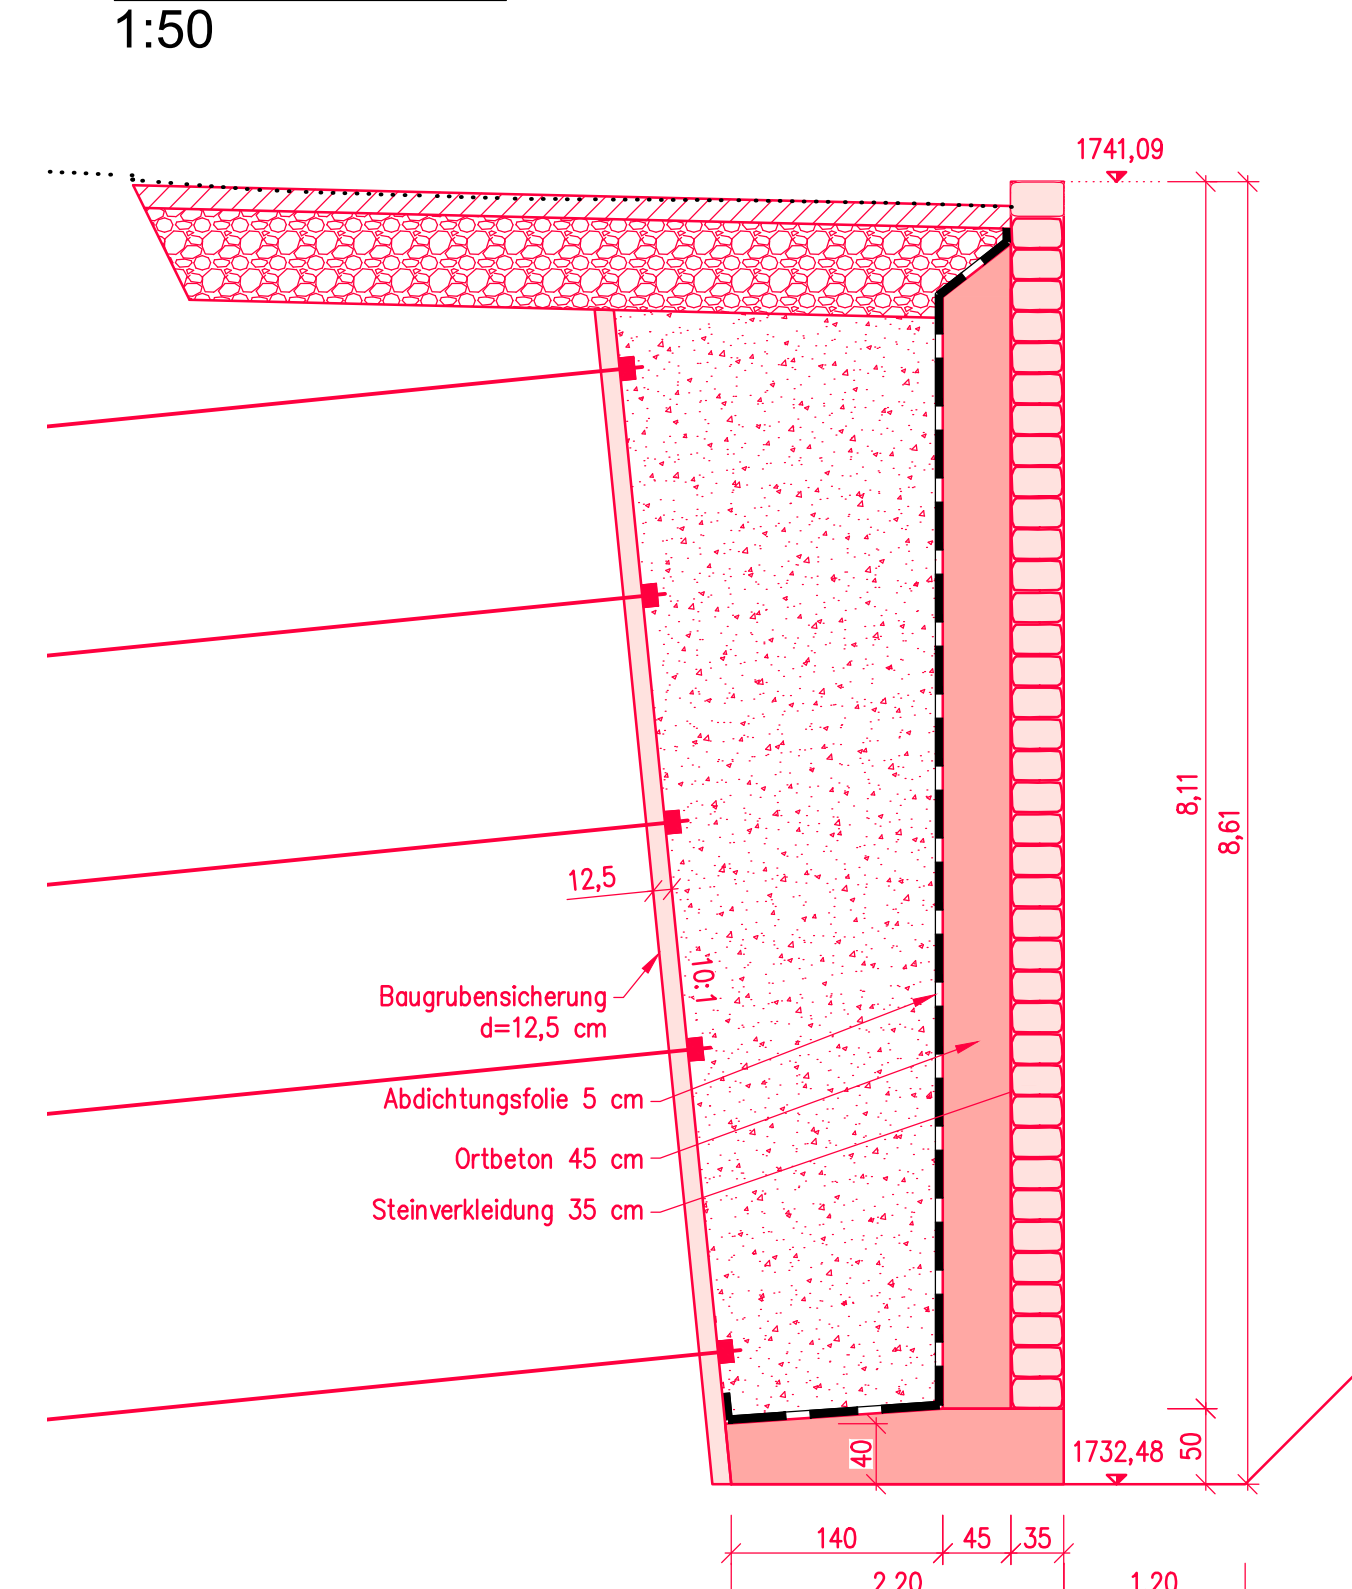 1:50
1741,09
8,11
8,61
12,5
10:1
Baugrubensicherung
d=12,5 cm
Abdichtungsfolie 5 cm
Ortbeton 45 cm
Steinverkleidung 35 cm
40
1732,48
50
140
45
35
2,20
1,20